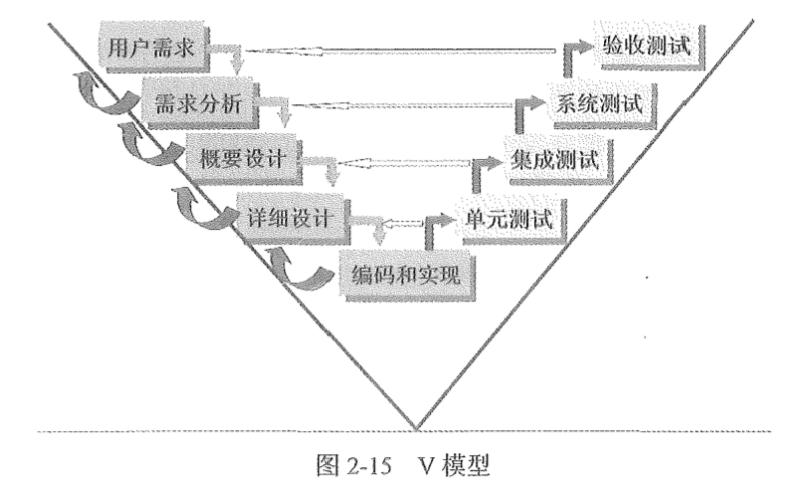 用户需求
验收测试
需求分析
系统测试
概要设计
集成测试
详细设计
单元测试
编码和实现
图 2-15 V 模型